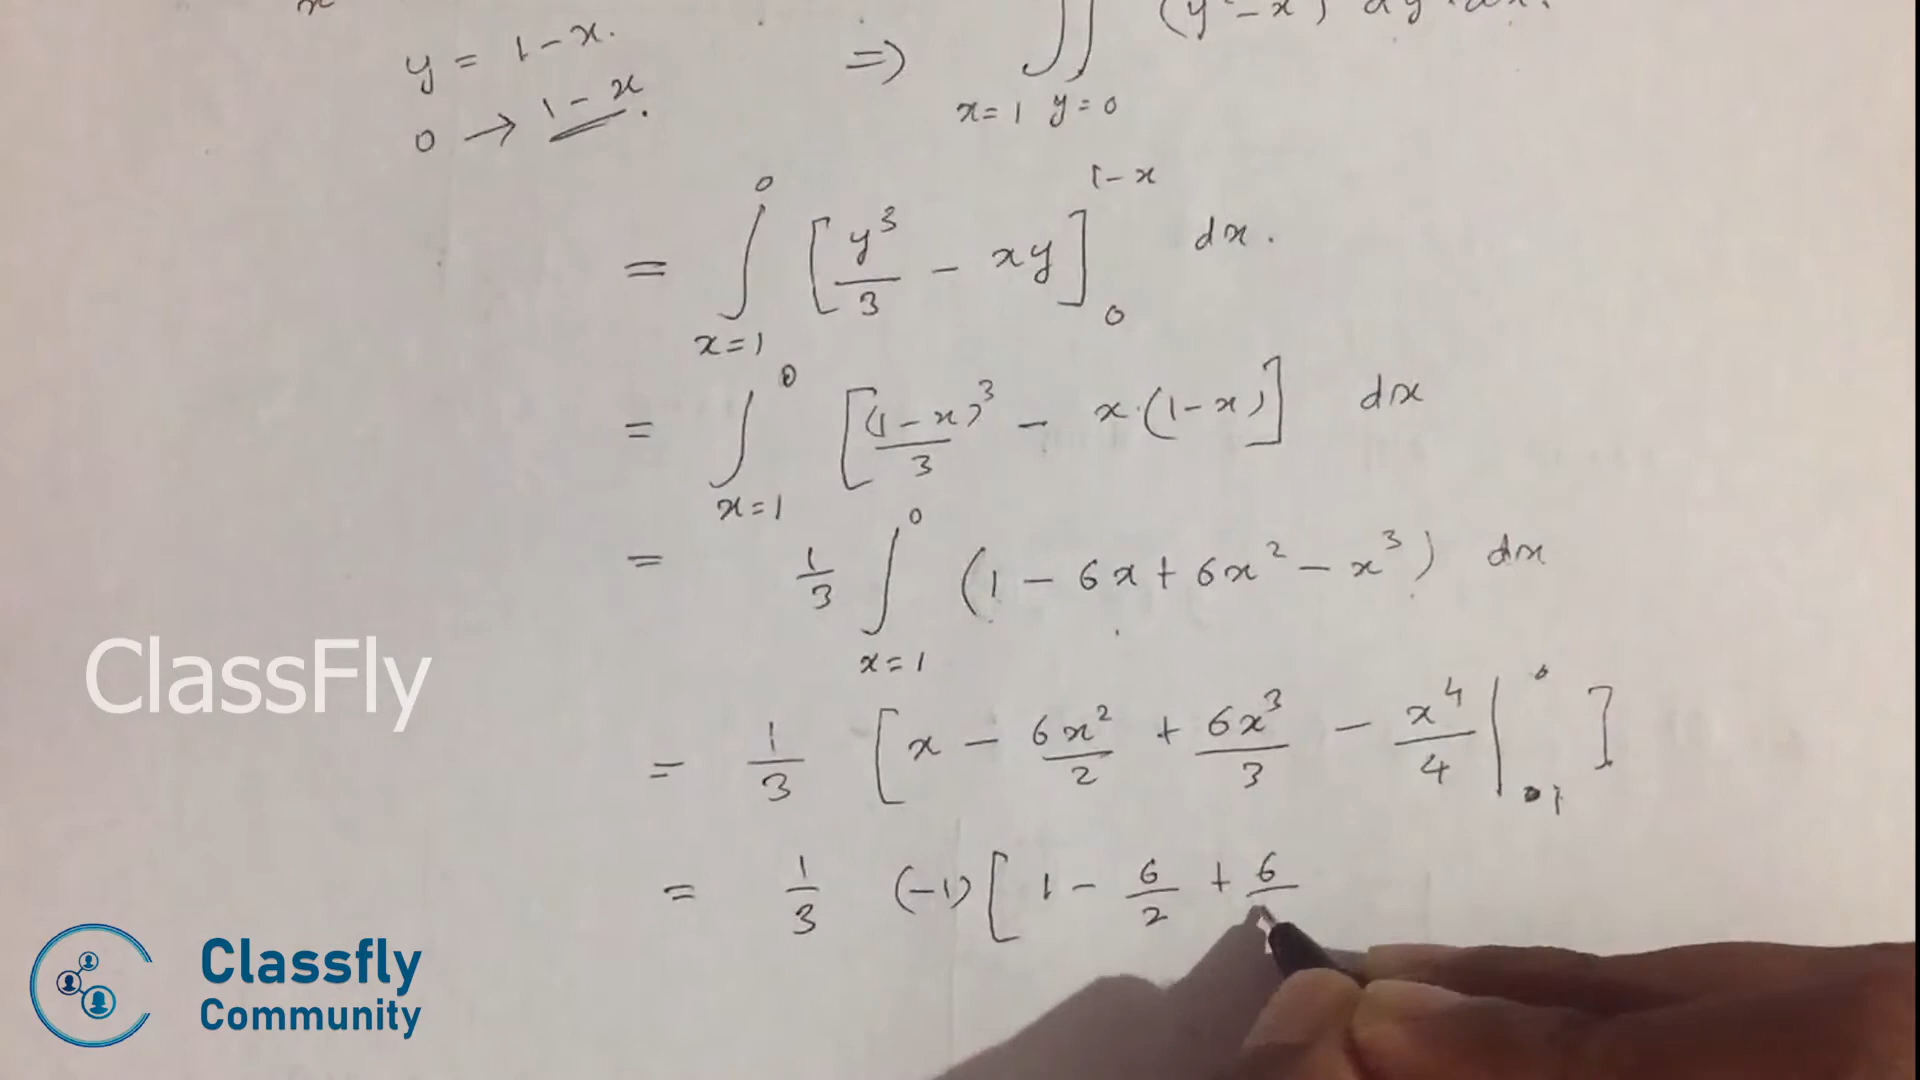 x
∫∫ (y² - x) dy.dx.
y = 1 - x.
=>
x=1 y=0
0 → 1 - x.
= ∫_{x=1}^{0} [y³/3 - xy]_{0}^{1-x} dx.
= ∫_{x=1}^{0} [(1-x)³/3 - x.(1-x)] dx
= 1/3 ∫_{x=1}^{0} (1 - 6x + 6x² - x³) dx
= 1/3 [x - 6x²/2 + 6x³/3 - x⁴/4 |_{1}^{0} ]
= 1/3 (-1) [1 - 6/2 + 6/
ClassFly
Classfly
Community